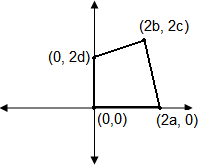 (2b, 2c)
(0, 2d)
(0,0)
(2a, 0)